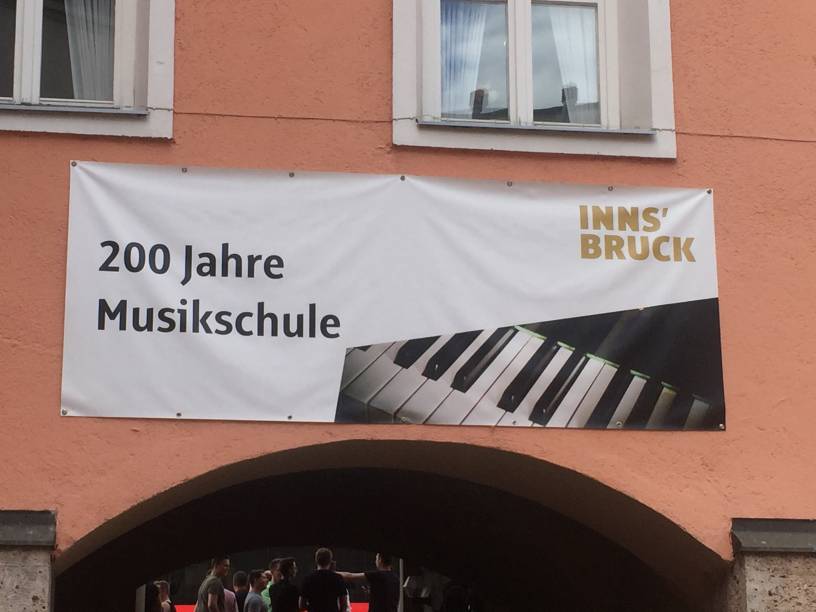 200 Jahre
Musikschule
INNS'
BRUCK